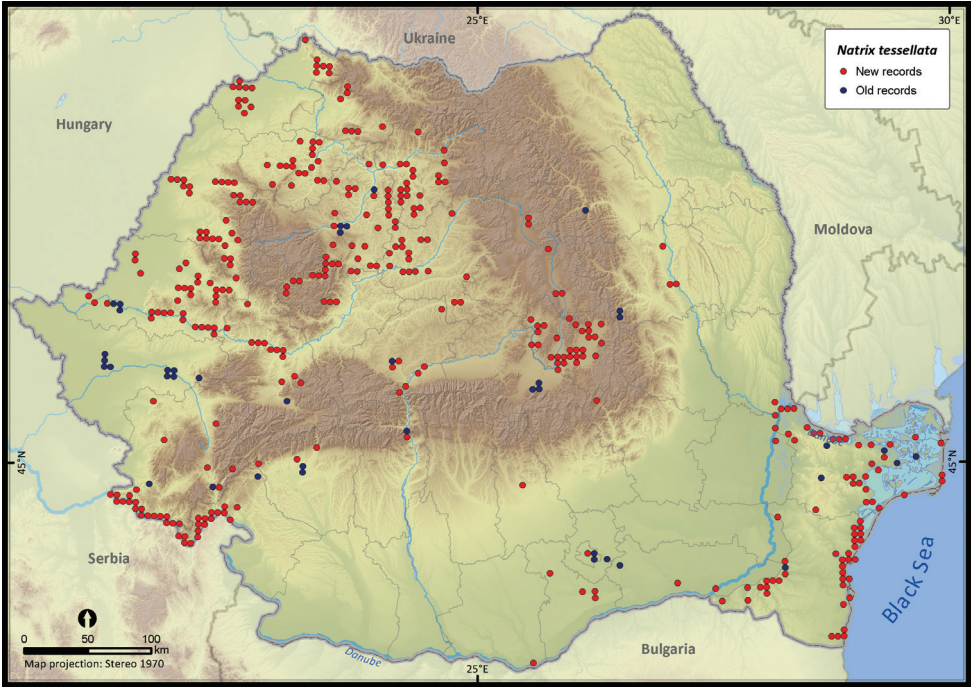 25°E
30°E
Ukraine
Natrix tessellata
New records
Old records
Hungary
Moldova
45°N
45°N
Danube
Serbia
Black Sea
0 50 100
km
Map projection: Stereo 1970
Danube
25°E
Bulgaria